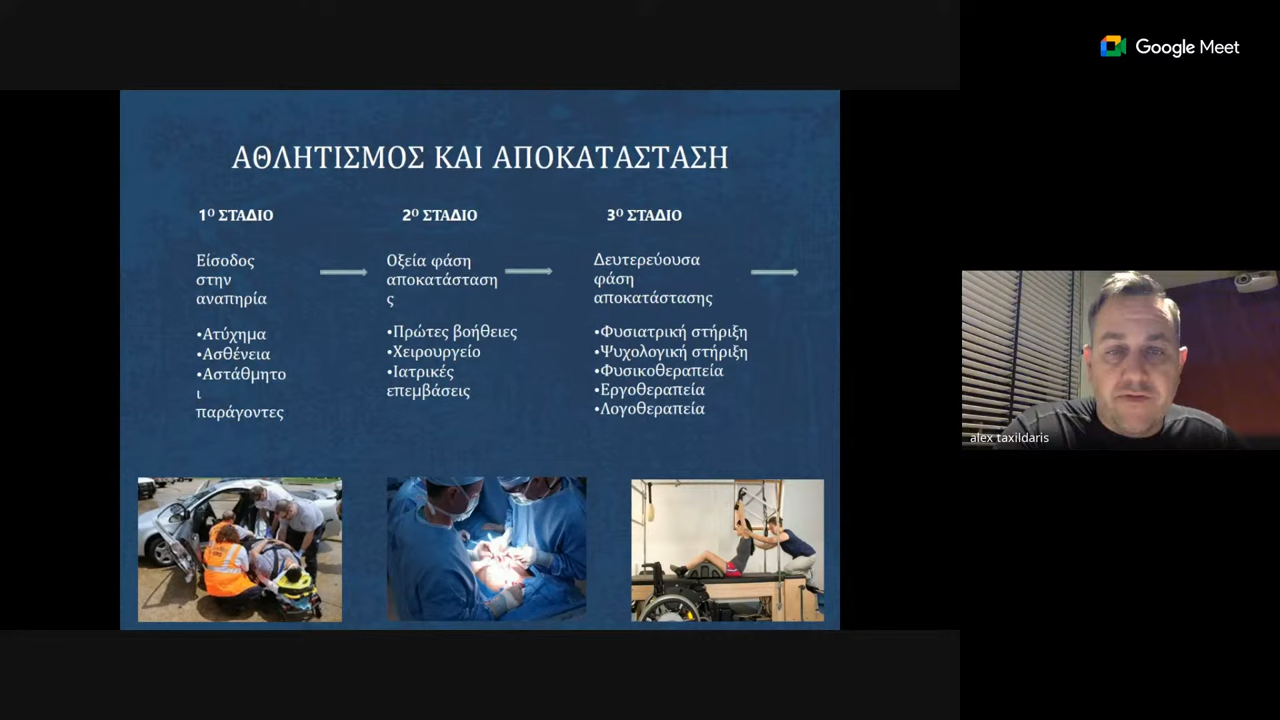 Google Meet
ΑΘΛΗΤΙΣΜΟΣ ΚΑΙ ΑΠΟΚΑΤΑΣΤΑΣΗ
1Ο ΣΤΑΔΙΟ
Είσοδος
στην
αναπηρία
•Ατύχημα
•Ασθένεια
•Αστάθμητο
ι
παράγοντες
2Ο ΣΤΑΔΙΟ
Οξεία φάση
αποκατάσταση
ς
•Πρώτες βοήθειες
•Χειρουργείο
•Ιατρικές
επεμβάσεις
3Ο ΣΤΑΔΙΟ
Δευτερεύουσα
φάση
αποκατάστασης
•Φυσιατρική στήριξη
•Ψυχολογική στήριξη
•Φυσικοθεραπεία
•Εργοθεραπεία
•Λογοθεραπεία
alex taxildaris